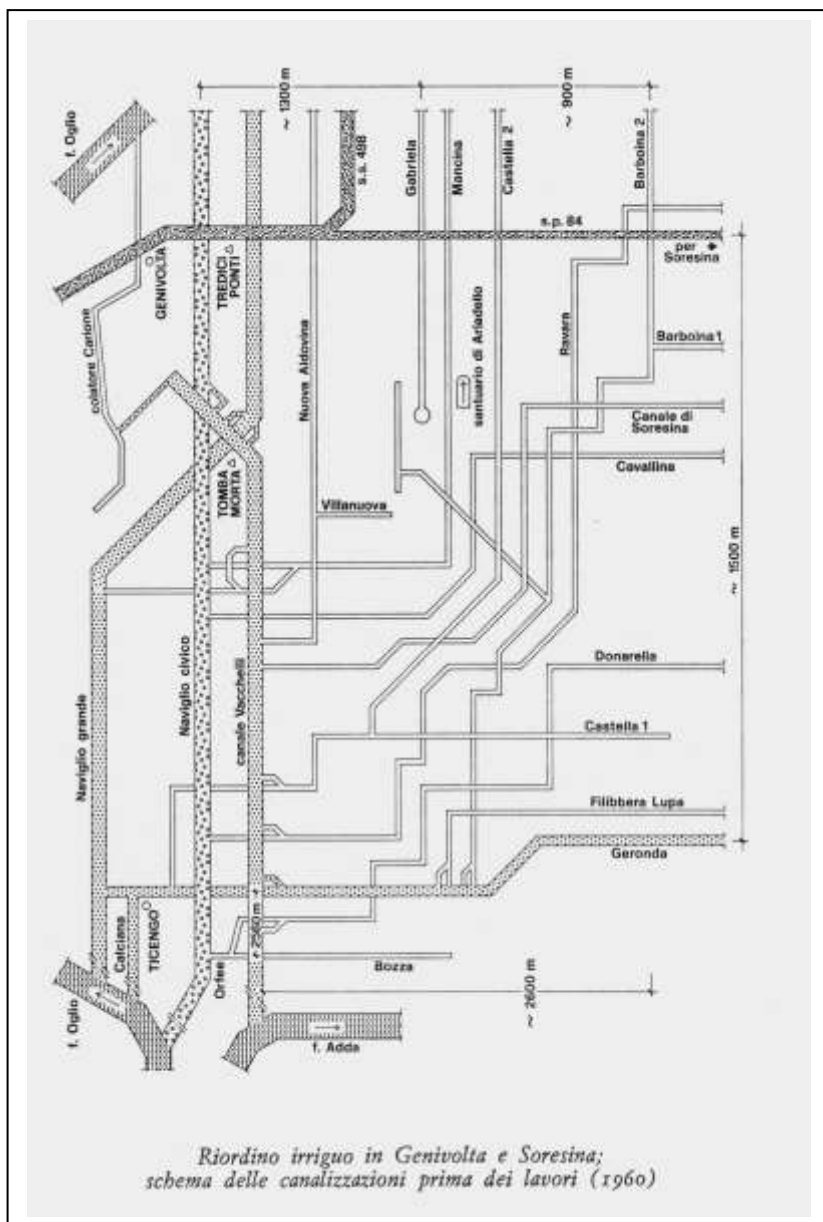 ~ 1300 m
~ 900 m
f. Oglio
s.s. 498
Gabriela
Mancina
Castella 2
Barboina 2
s.p. 84
per
Soresina
GENIVOLTA
TREDICI
PONTI
colatore Carione
Nuova Aldovina
santuario di Ariadello
Ravara
Barboina 1
Canale di
Soresina
Cavallina
TOMBA
MORTA
Villanuova
~ 1500 m
Naviglio grande
Naviglio civico
canale Vacchelli
Donarella
Castella 1
Filibbera Lupa
Geronda
Calciana
TICENGO
2560 m
Orfea
Bozza
f. Oglio
~ 2600 m
f. Adda
Riordino irriguo in Genivolta e Soresina;
schema delle canalizzazioni prima dei lavori (1960)